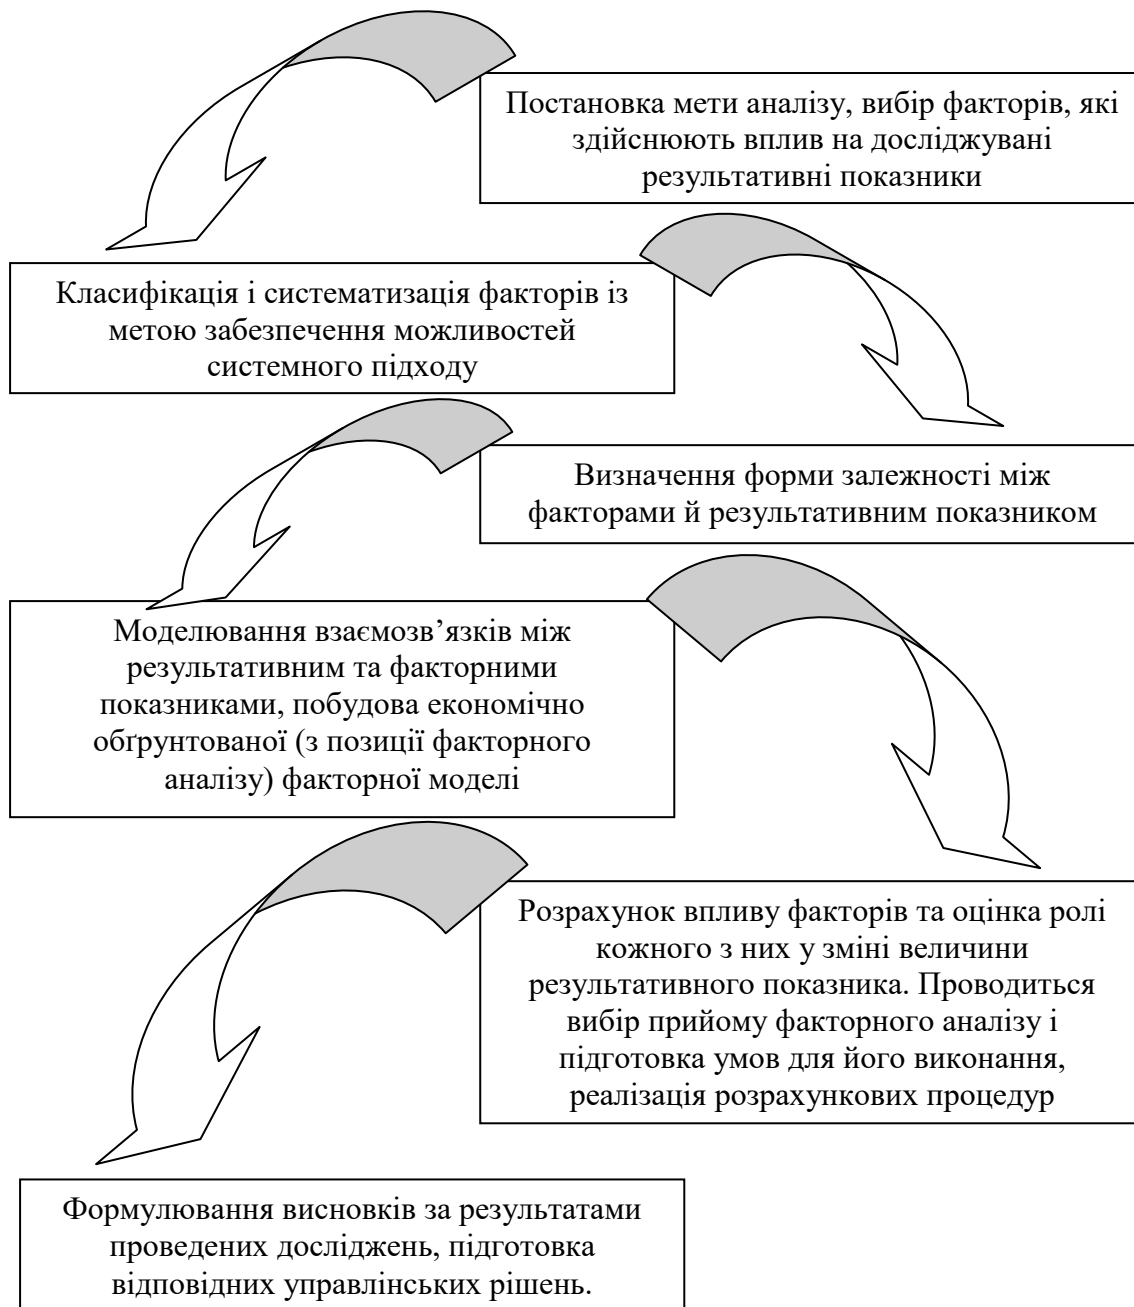 Постановка мети аналізу, вибір факторів, які
здійснюють вплив на досліджувані
результативні показники
Класифікація і систематизація факторів із
метою забезпечення можливостей
системного підходу
Визначення форми залежності між
факторами й результативним показником
Моделювання взаємозв’язків між
результативним та факторними
показниками, побудова економічно
обґрунтованої (з позиції факторного
аналізу) факторної моделі
Розрахунок впливу факторів та оцінка ролі
кожного з них у зміні величини
результативного показника. Проводиться
вибір прийому факторного аналізу і
підготовка умов для його виконання,
реалізація розрахункових процедур
Формулювання висновків за результатами
проведених досліджень, підготовка
відповідних управлінських рішень.